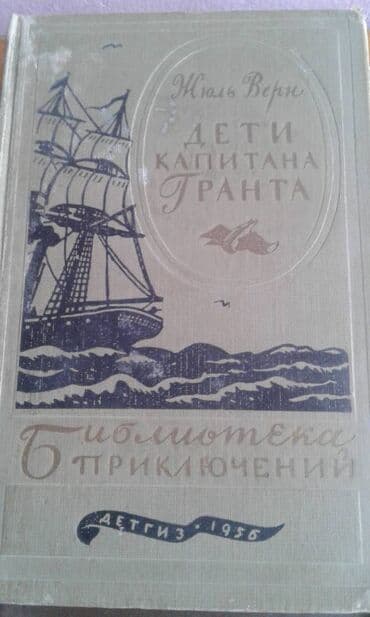 Жюль Верн
ДЕТИ
КАПИТАНА
ГРАНТА
БИБЛИОТЕКА
ПРИКЛЮЧЕНИЙ
ДЕТГИЗ · 1956